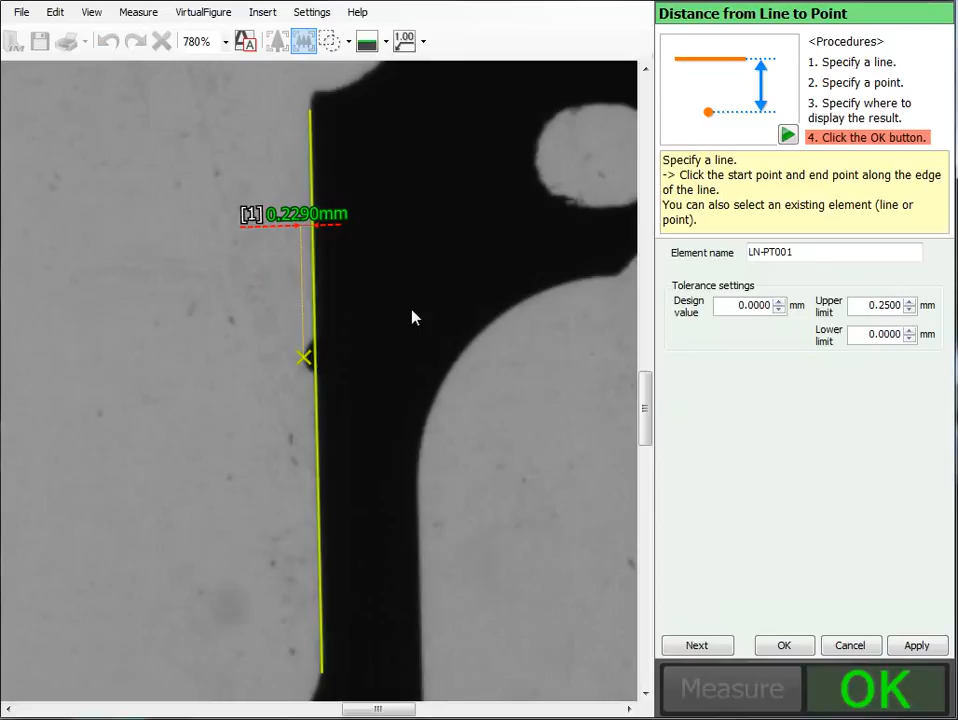 File Edit View Measure VirtualFigure Insert Settings Help
780% A 1.00
[1] 0.2290mm
Distance from Line to Point
<Procedures>
1. Specify a line.
2. Specify a point.
3. Specify where to
display the result.
4. Click the OK button.
Specify a line.
-> Click the start point and end point along the edge
of the line.
You can also select an existing element (line or
point).
Element name LN-PT001
Tolerance settings
Design
value 0.0000 mm
Upper
limit 0.2500 mm
Lower
limit 0.0000 mm
Next OK Cancel Apply
Measure OK